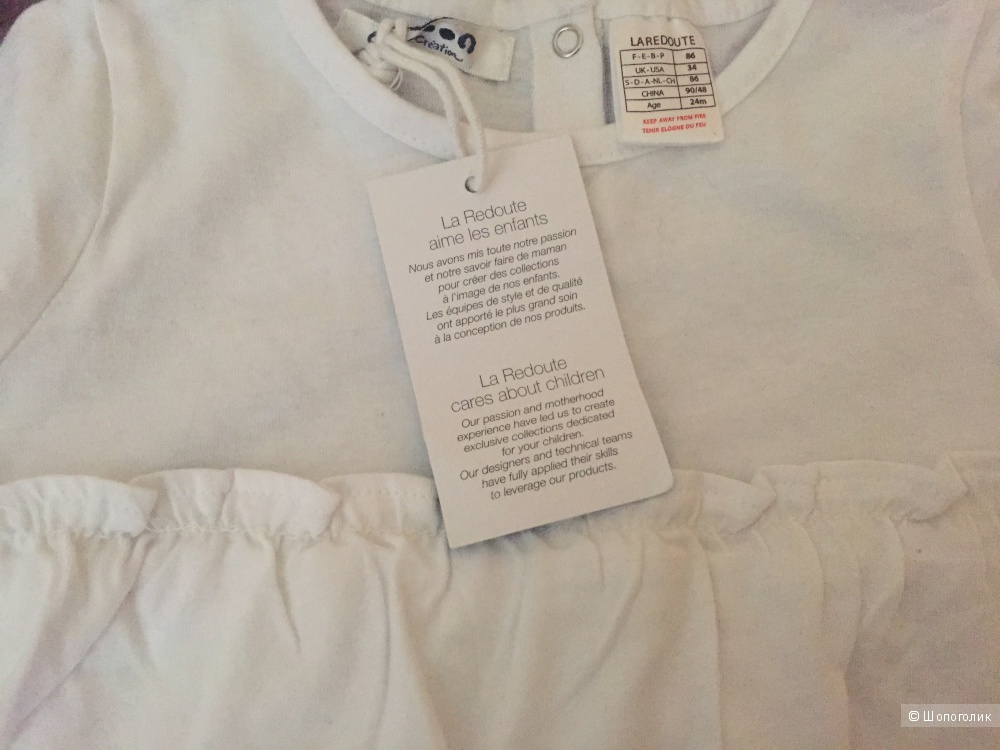 Création
LAREDOUTE
F-E-B-P 86
UK-USA 34
S-D-A-NL-CH 86
CHINA 90/48
Age 24m
KEEP AWAY FROM FIRE
TENIR ELOIGNE DU FEU
La Redoute
aime les enfants
Nous avons mis toute notre passion
et notre savoir faire de maman
pour créer des collections
à l'image de nos enfants.
Les équipes de style et de qualité
ont apporté le plus grand soin
à la conception de nos produits.
La Redoute
cares about children
Our passion and motherhood
experience have led us to create
exclusive collections dedicated
for your children.
Our designers and technical teams
have fully applied their skills
to leverage our products.
© Шопоголик